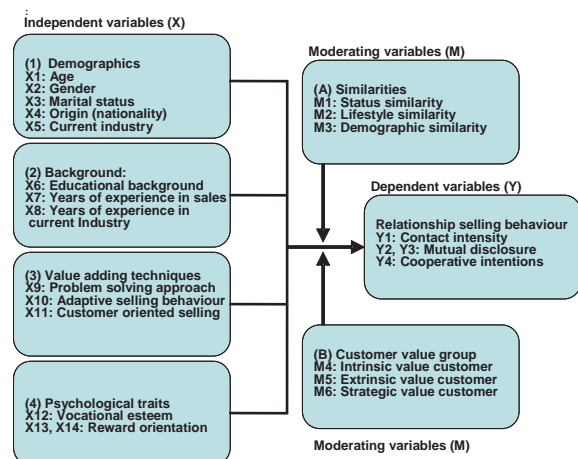 :
Independent variables (X)
(1) Demographics
X1: Age
X2: Gender
X3: Marital status
X4: Origin (nationality)
X5: Current industry
(2) Background:
X6: Educational background
X7: Years of experience in sales
X8: Years of experience in
current Industry
(3) Value adding techniques
X9: Problem solving approach
X10: Adaptive selling behaviour
X11: Customer oriented selling
(4) Psychological traits
X12: Vocational esteem
X13, X14: Reward orientation
Moderating variables (M)
(A) Similarities
M1: Status similarity
M2: Lifestyle similarity
M3: Demographic similarity
Dependent variables (Y)
Relationship selling behaviour
Y1: Contact intensity
Y2, Y3: Mutual disclosure
Y4: Cooperative intentions
(B) Customer value group
M4: Intrinsic value customer
M5: Extrinsic value customer
M6: Strategic value customer
Moderating variables (M)